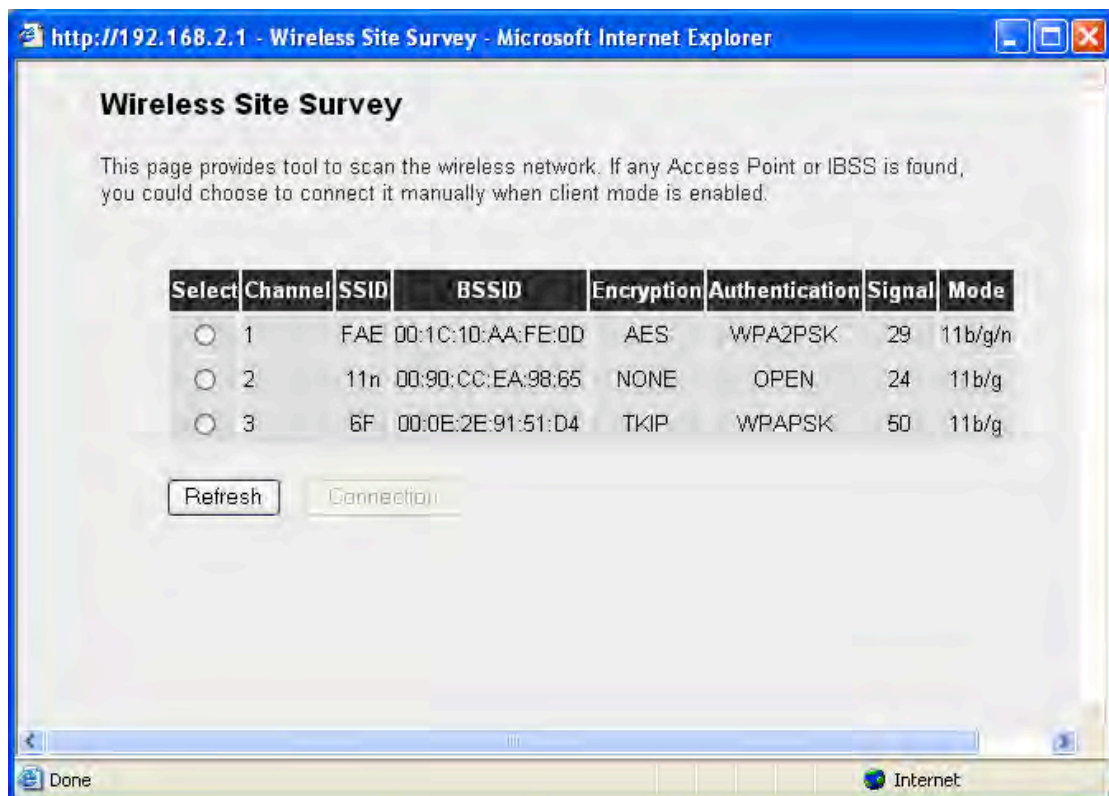 http://192.168.2.1 - Wireless Site Survey - Microsoft Internet Explorer
Wireless Site Survey
This page provides tool to scan the wireless network. If any Access Point or IBSS is found,
you could choose to connect it manually when client mode is enabled.
Select Channel SSID BSSID Encryption Authentication Signal Mode
1 FAE 00:1C:10:AA:FE:0D AES WPA2PSK 29 11b/g/n
2 11n 00:90:CC:EA:98:65 NONE OPEN 24 11b/g
3 6F 00:0E:2E:91:51:D4 TKIP WPAPSK 50 11b/g
Refresh Connection
Done Internet